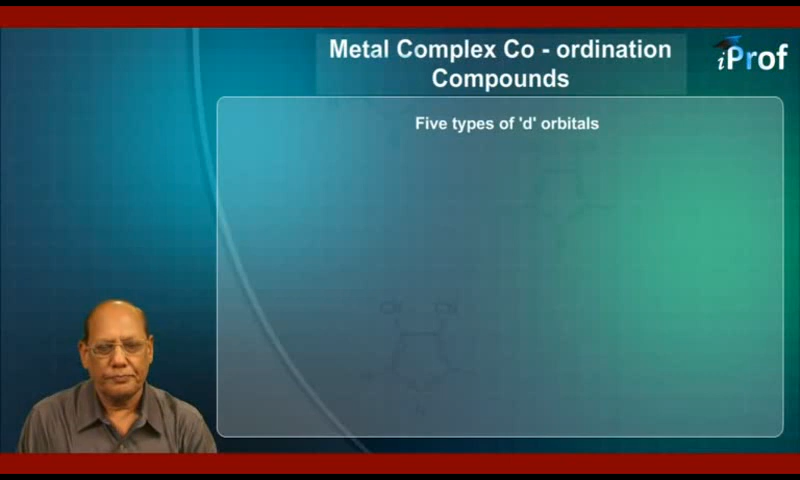 Metal Complex Co - ordination
Compounds
iProf
Five types of 'd' orbitals